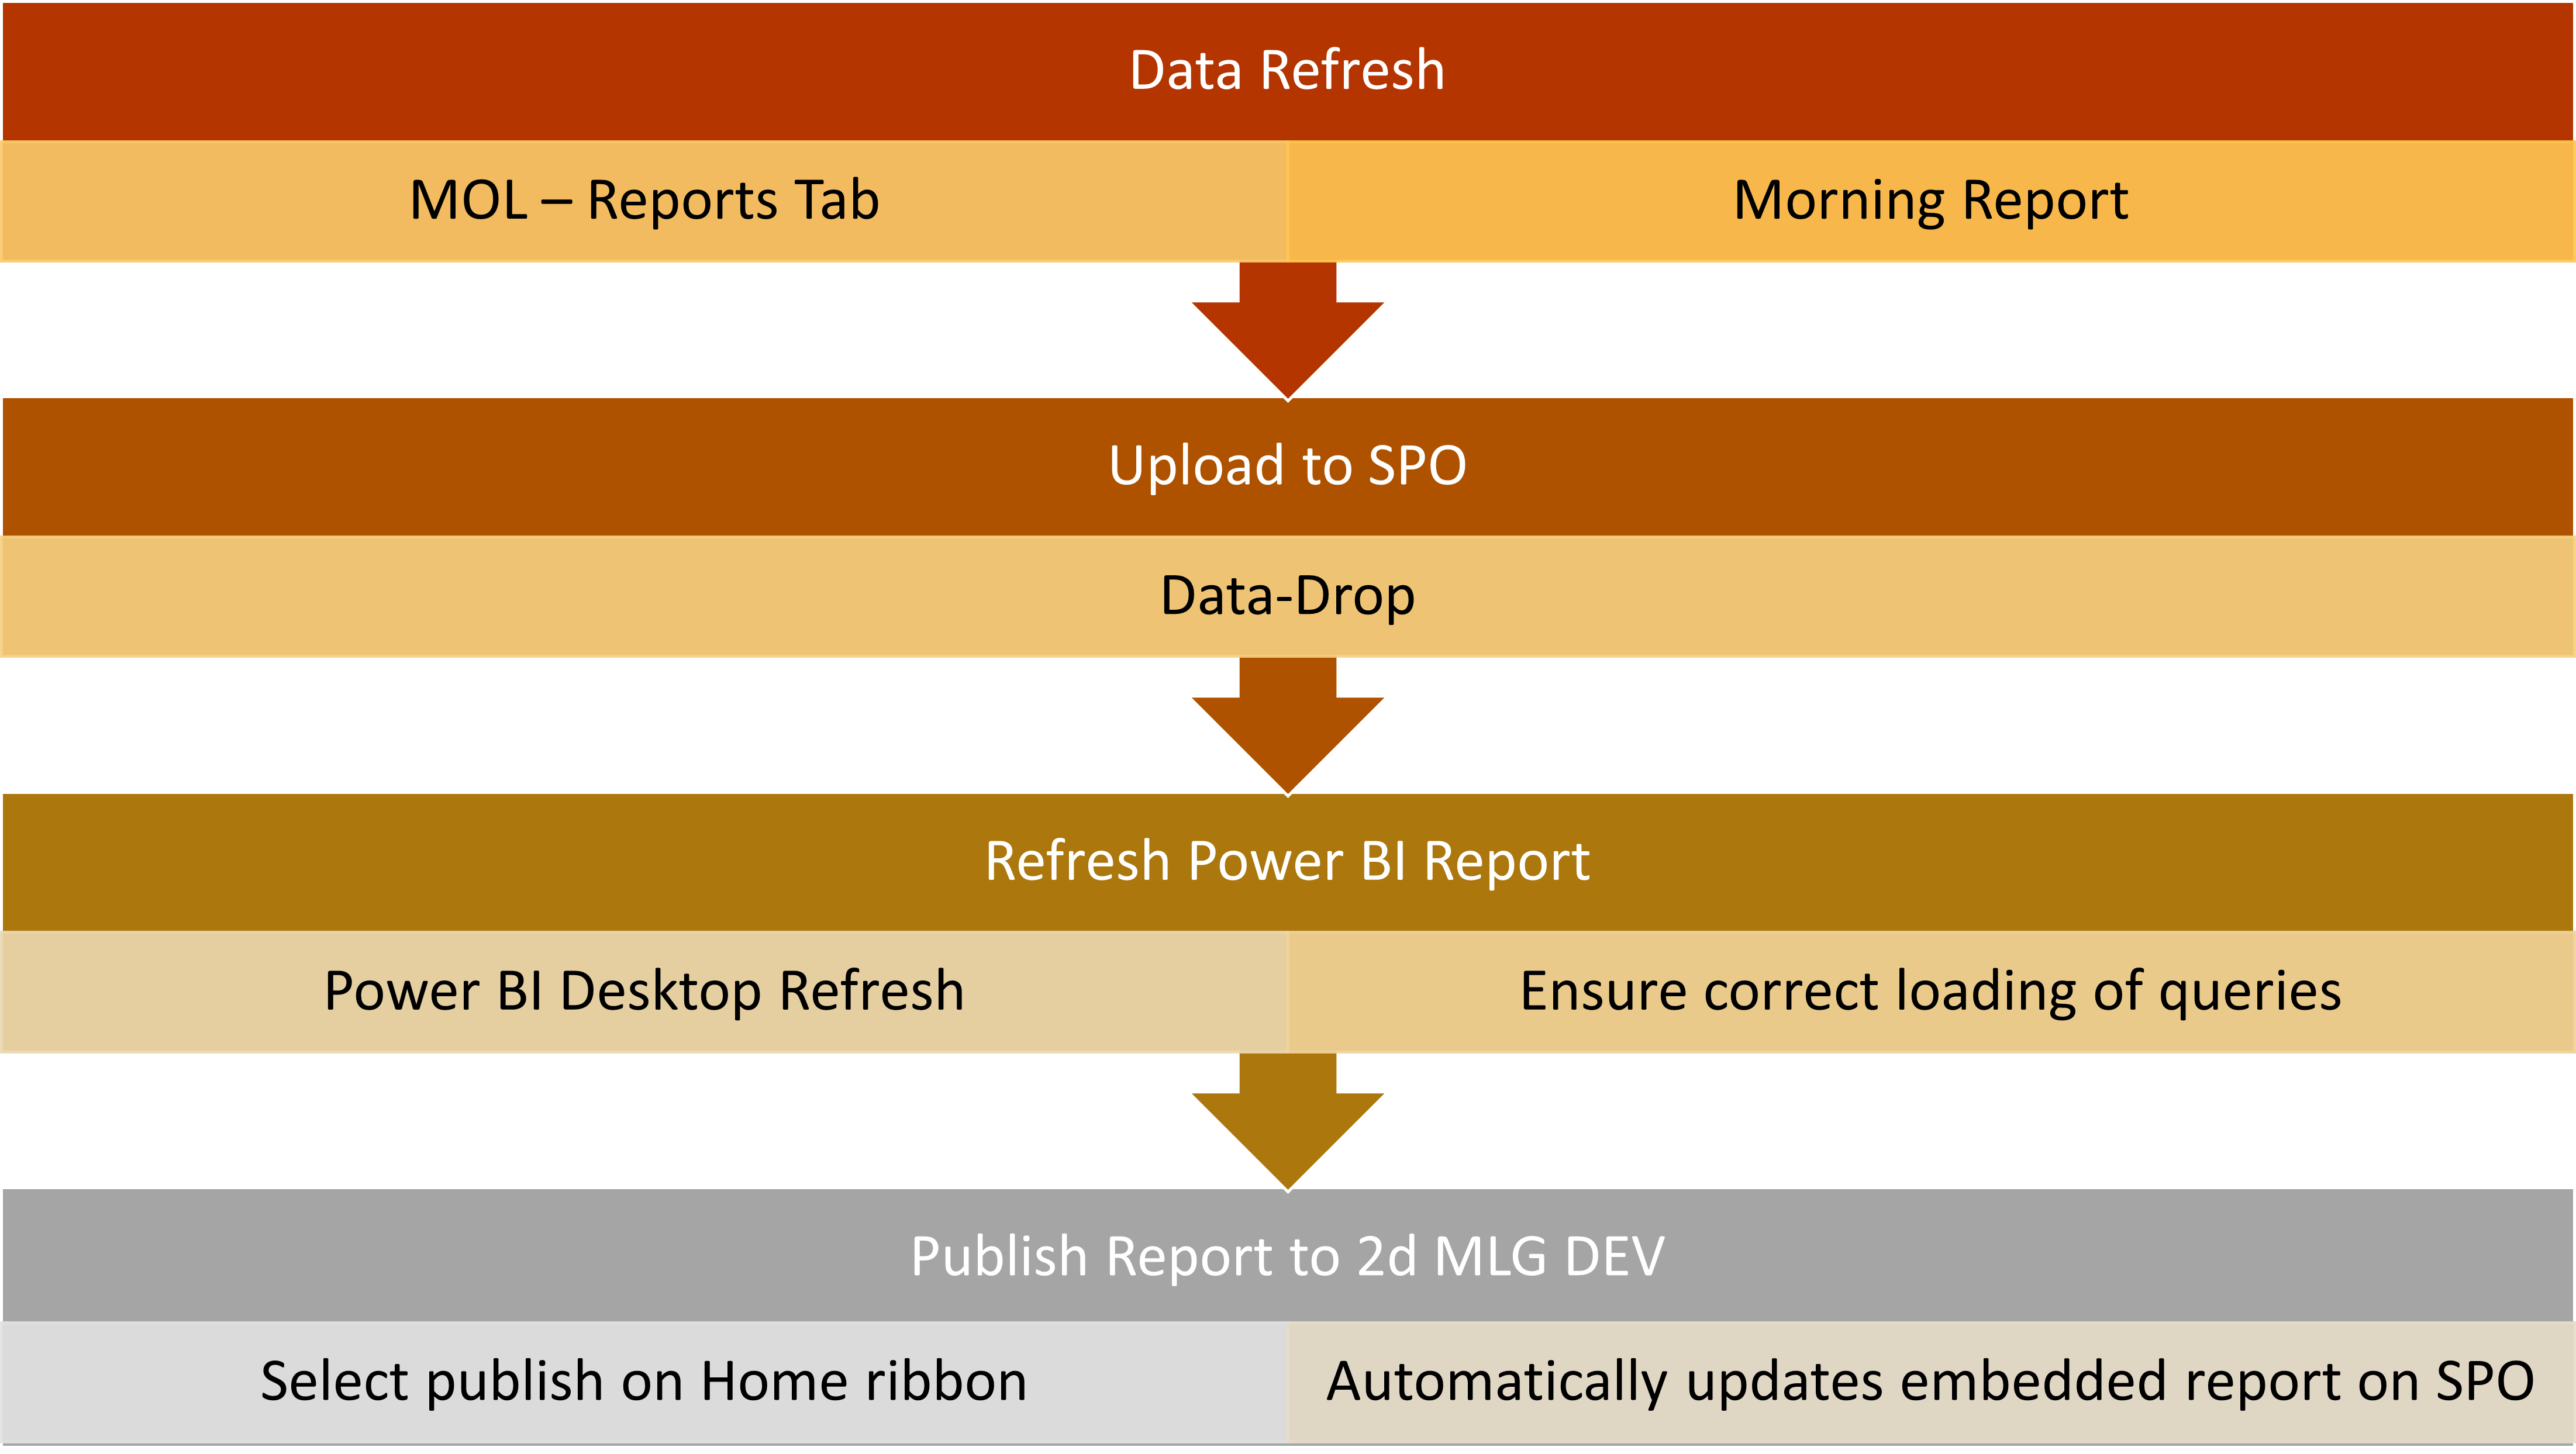 Data Refresh
MOL – Reports Tab
Morning Report
Upload to SPO
Data-Drop
Refresh Power BI Report
Power BI Desktop Refresh
Ensure correct loading of queries
Publish Report to 2d MLG DEV
Select publish on Home ribbon
Automatically updates embedded report on SPO